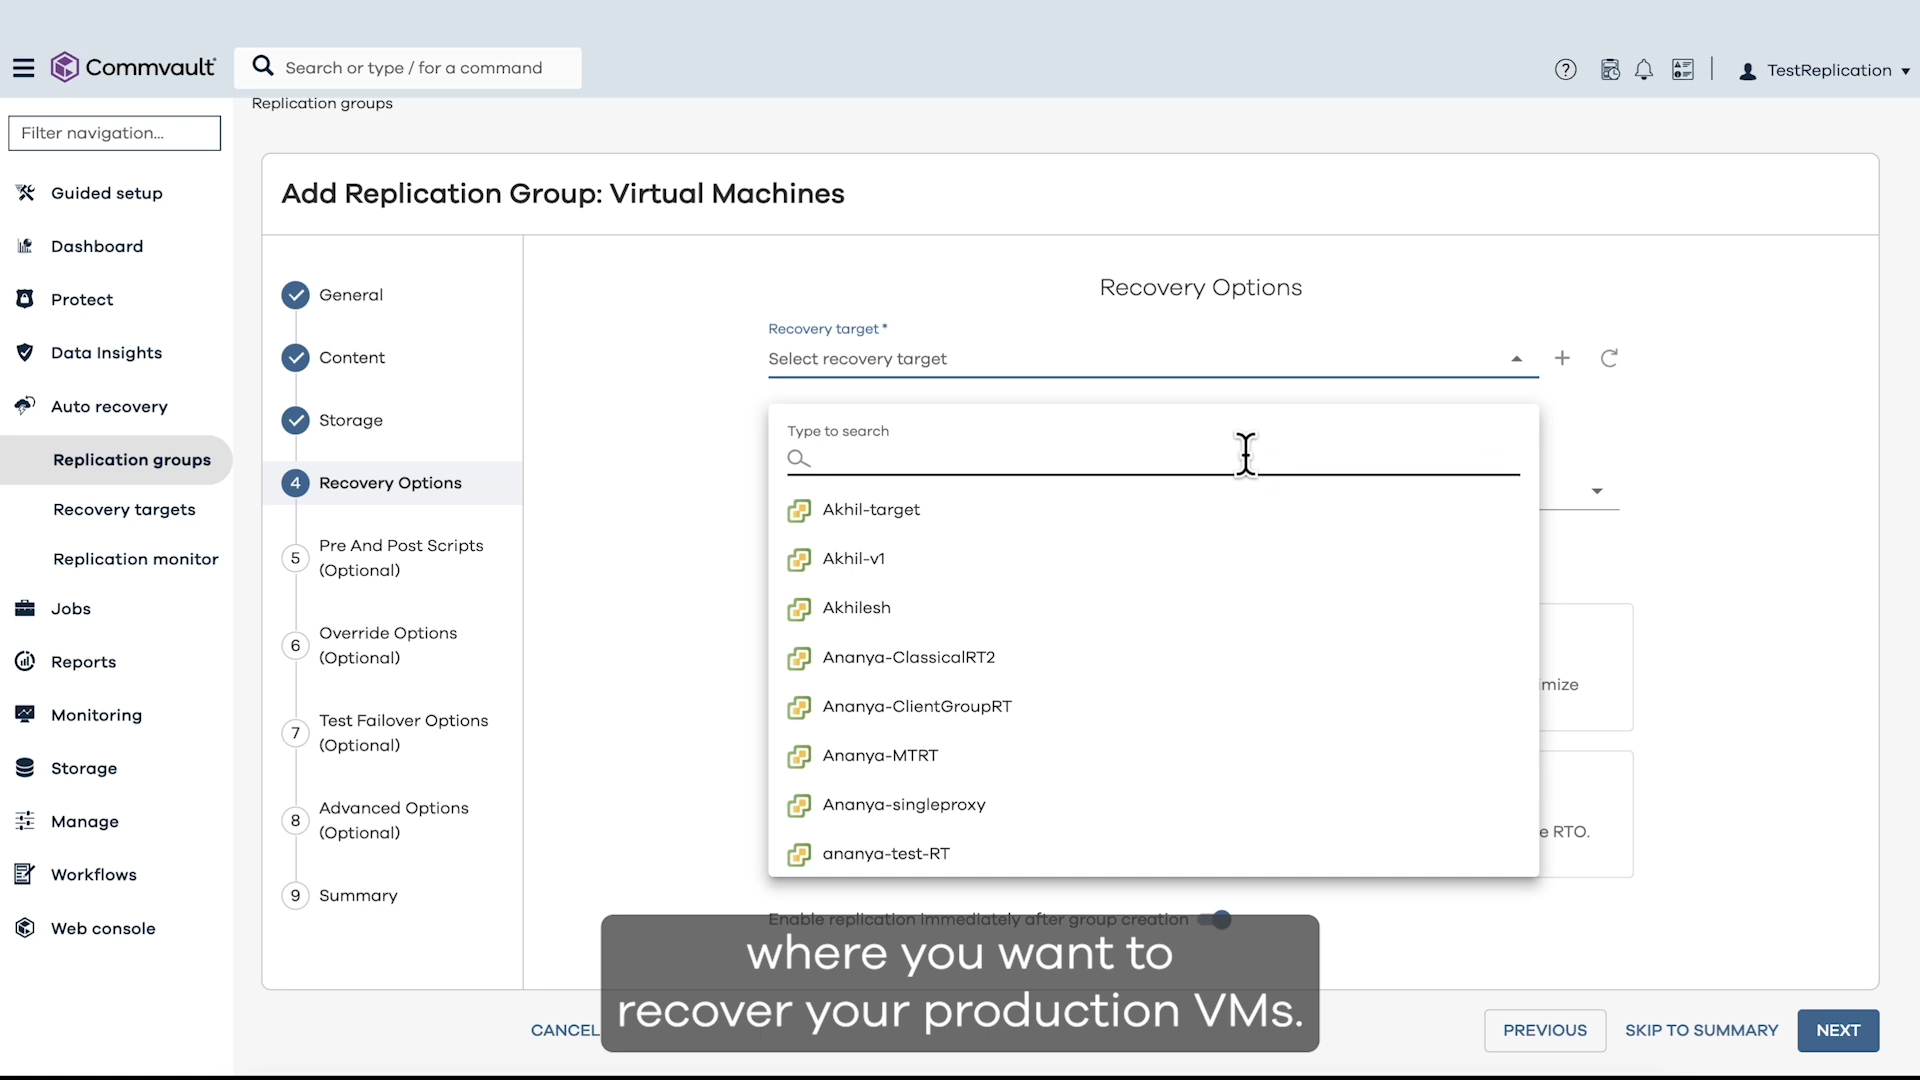 Commvault
Search or type / for a command
TestReplication
Replication groups
Filter navigation...
Guided setup
Dashboard
Protect
Data Insights
Auto recovery
Replication groups
Recovery targets
Replication monitor
Jobs
Reports
Monitoring
Storage
Manage
Workflows
Web console
Add Replication Group: Virtual Machines
General
Content
Storage
4 Recovery Options
5 Pre And Post Scripts
(Optional)
6 Override Options
(Optional)
7 Test Failover Options
(Optional)
8 Advanced Options
(Optional)
9 Summary
Recovery Options
Recovery target *
Select recovery target
Type to search
Akhil-target
Akhil-v1
Akhilesh
Ananya-ClassicalRT2
Ananya-ClientGroupRT
Ananya-MTRT
Ananya-singleproxy
ananya-test-RT
RTO.
Enable replication immediately after group creation
where you want to
recover your production VMs.
CANCEL
PREVIOUS
SKIP TO SUMMARY
NEXT